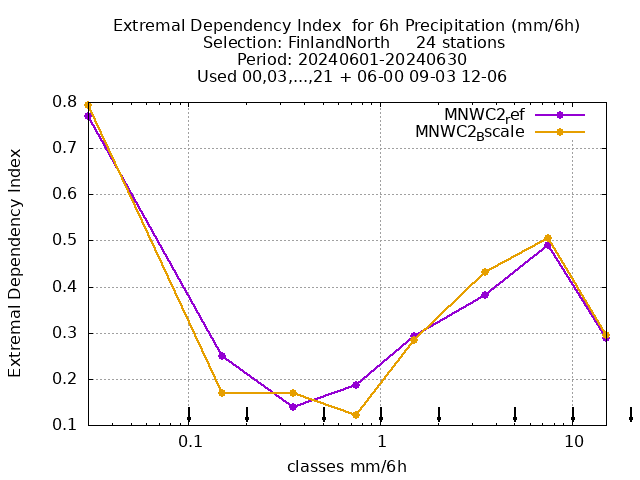 Extremal Dependency Index  for 6h Precipitation (mm/6h)
Selection: FinlandNorth     24 stations
Period: 20240601-20240630
Used 00,03,...,21 + 06-00 09-03 12-06
MNWC2_ref
MNWC2_Bscale
Extremal Dependency Index
0.8
0.7
0.6
0.5
0.4
0.3
0.2
0.1
0.1
1
10
classes mm/6h